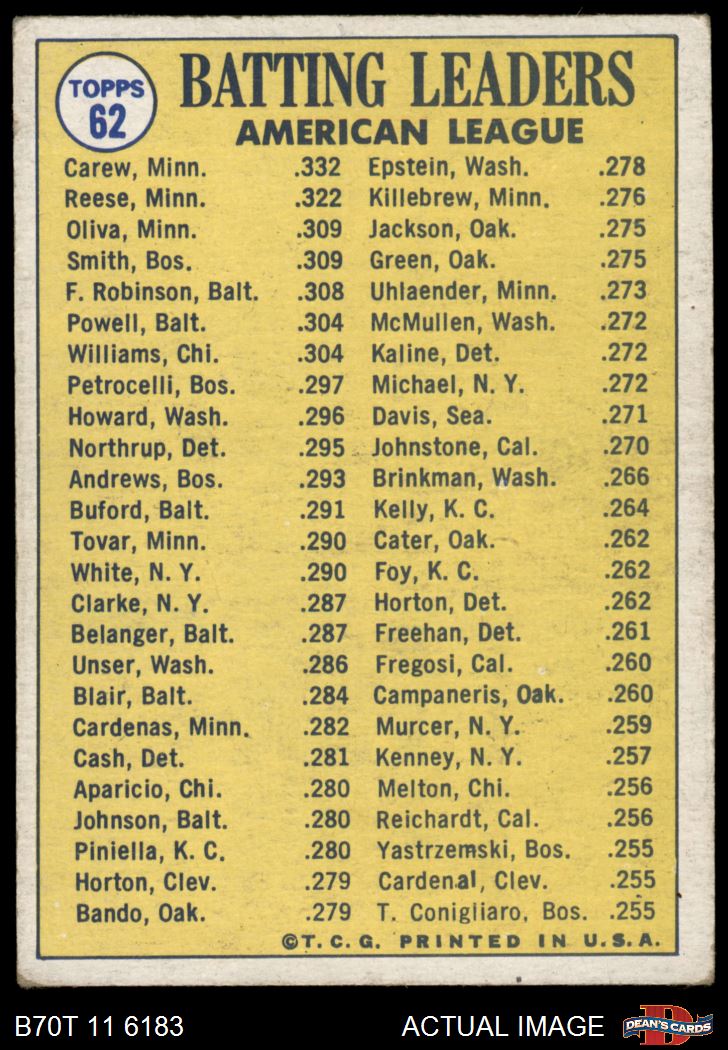 TOPPS
62
BATTING LEADERS
AMERICAN LEAGUE
Carew, Minn. .332
Reese, Minn. .322
Oliva, Minn. .309
Smith, Bos. .309
F. Robinson, Balt. .308
Powell, Balt. .304
Williams, Chi. .304
Petrocelli, Bos. .297
Howard, Wash. .296
Northrup, Det. .295
Andrews, Bos. .293
Buford, Balt. .291
Tovar, Minn. .290
White, N. Y. .290
Clarke, N. Y. .287
Belanger, Balt. .287
Unser, Wash. .286
Blair, Balt. .284
Cardenas, Minn. .282
Cash, Det. .281
Aparicio, Chi. .280
Johnson, Balt. .280
Piniella, K. C. .280
Horton, Clev. .279
Bando, Oak. .279
Epstein, Wash. .278
Killebrew, Minn. .276
Jackson, Oak. .275
Green, Oak. .275
Uhlaender, Minn. .273
McMullen, Wash. .272
Kaline, Det. .272
Michael, N. Y. .272
Davis, Sea. .271
Johnstone, Cal. .270
Brinkman, Wash. .266
Kelly, K. C. .264
Cater, Oak. .262
Foy, K. C. .262
Horton, Det. .262
Freehan, Det. .261
Fregosi, Cal. .260
Campaneris, Oak. .260
Murcer, N. Y. .259
Kenney, N. Y. .257
Melton, Chi. .256
Reichardt, Cal. .256
Yastrzemski, Bos. .255
Cardenal, Clev. .255
T. Conigliaro, Bos. .255
©T. C. G. PRINTED IN U.S.A.
B70T 11 6183 ACTUAL IMAGE
DEAN'S CARDS